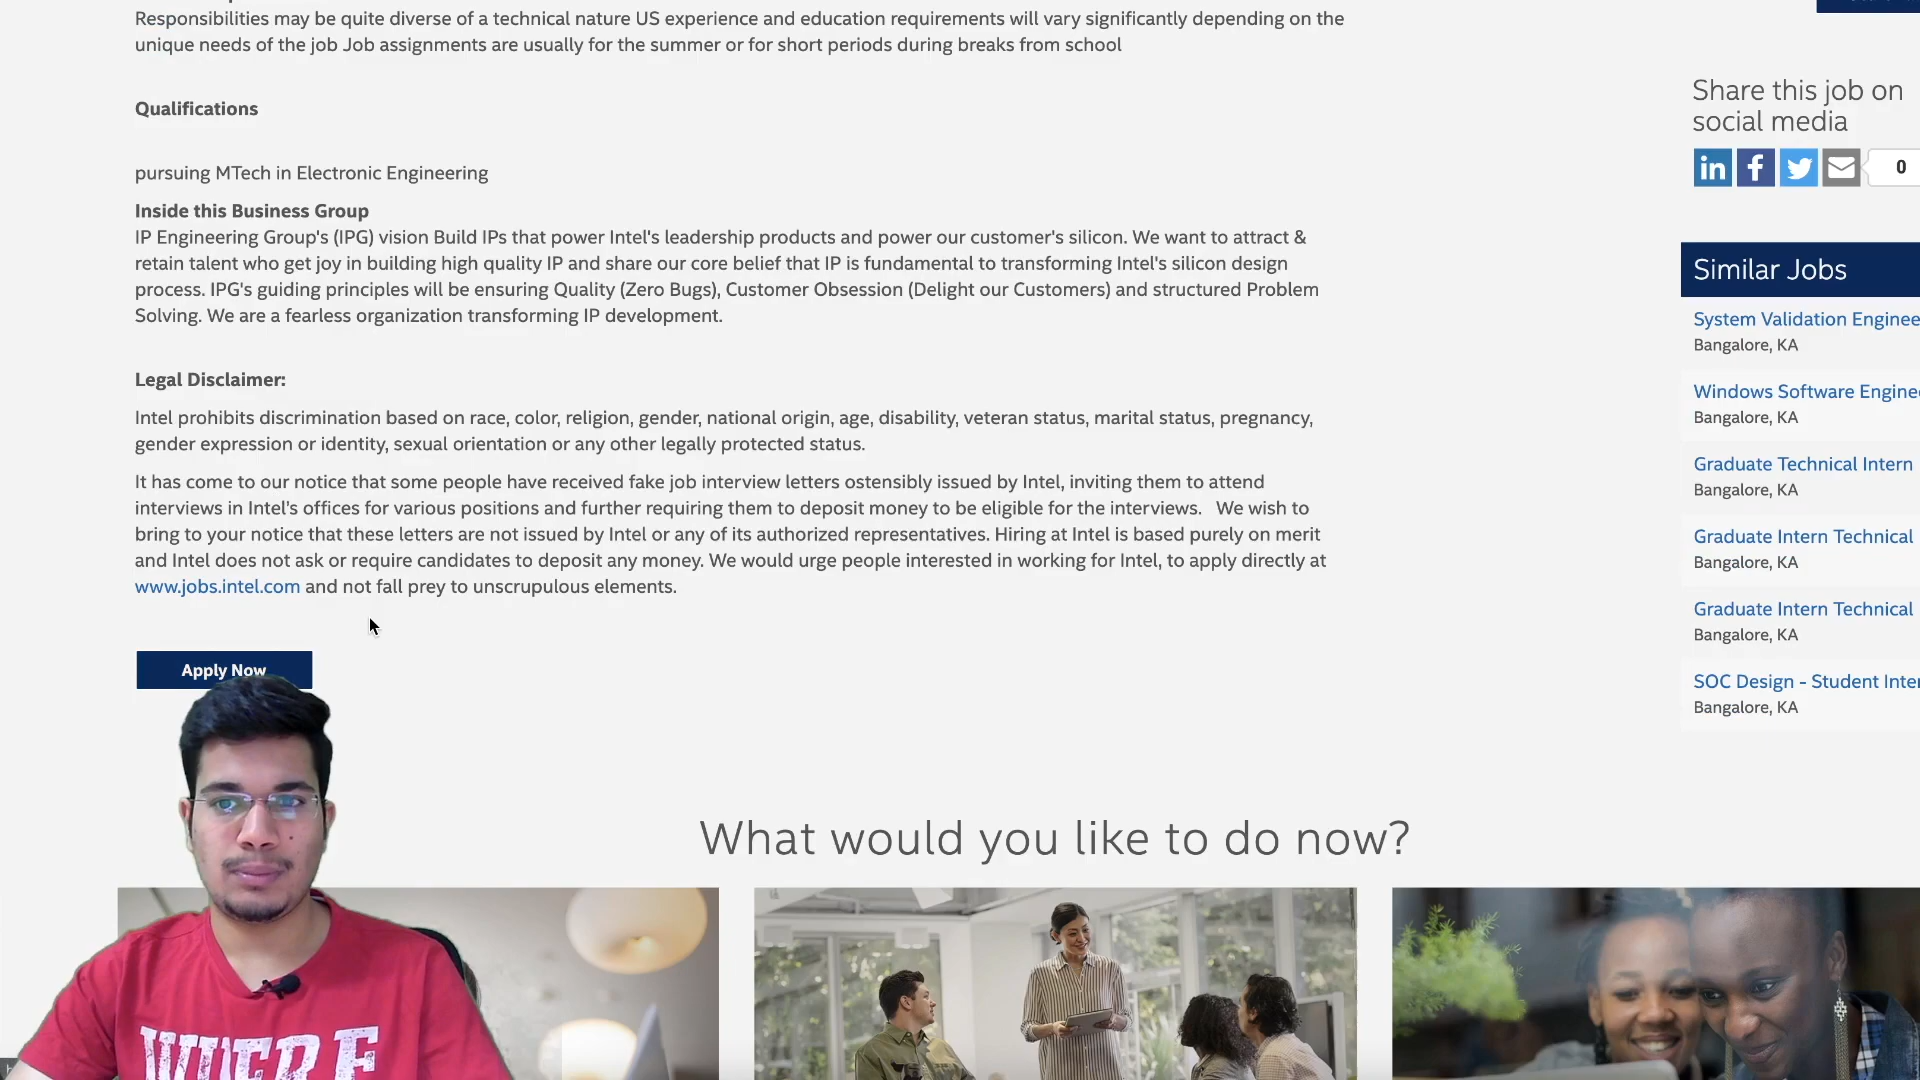 Responsibilities may be quite diverse of a technical nature US experience and education requirements will vary significantly depending on the
unique needs of the job Job assignments are usually for the summer or for short periods during breaks from school
Qualifications
pursuing MTech in Electronic Engineering
Inside this Business Group
IP Engineering Group's (IPG) vision Build IPs that power Intel's leadership products and power our customer's silicon. We want to attract &
retain talent who get joy in building high quality IP and share our core belief that IP is fundamental to transforming Intel's silicon design
process. IPG's guiding principles will be ensuring Quality (Zero Bugs), Customer Obsession (Delight our Customers) and structured Problem
Solving. We are a fearless organization transforming IP development.
Legal Disclaimer:
Intel prohibits discrimination based on race, color, religion, gender, national origin, age, disability, veteran status, marital status, pregnancy,
gender expression or identity, sexual orientation or any other legally protected status.
It has come to our notice that some people have received fake job interview letters ostensibly issued by Intel, inviting them to attend
interviews in Intel's offices for various positions and further requiring them to deposit money to be eligible for the interviews.   We wish to
bring to your notice that these letters are not issued by Intel or any of its authorized representatives. Hiring at Intel is based purely on merit
and Intel does not ask or require candidates to deposit any money. We would urge people interested in working for Intel, to apply directly at
www.jobs.intel.com and not fall prey to unscrupulous elements.
Apply Now
Share this job on
social media
in f
0
Similar Jobs
System Validation Enginee
Bangalore, KA
Windows Software Engine
Bangalore, KA
Graduate Technical Intern
Bangalore, KA
Graduate Intern Technical
Bangalore, KA
Graduate Intern Technical
Bangalore, KA
SOC Design - Student Inte
Bangalore, KA
What would you like to do now?
WHERE